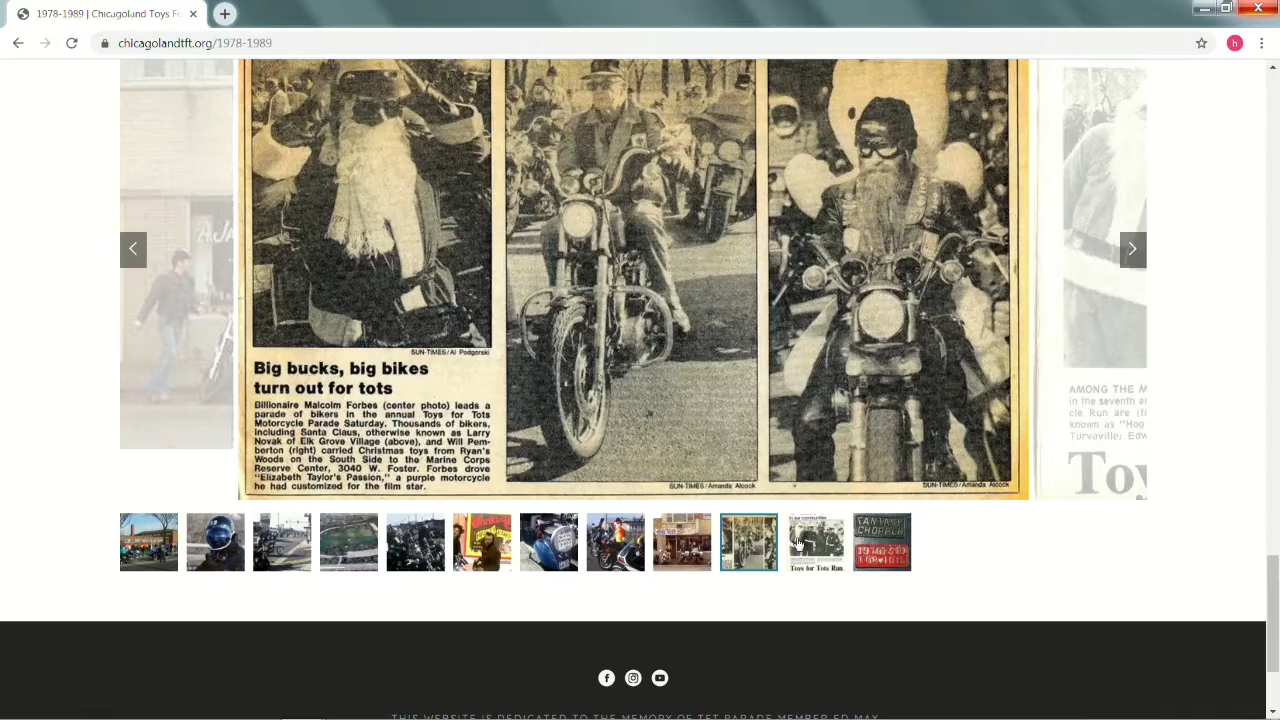 1978-1989 | Chicagoland Toys Fo
chicagolandtft.org/1978-1989
h
SUN-TIMES/Al Podgorski
Big bucks, big bikes
turn out for tots
Billionaire Malcolm Forbes (center photo) leads a
parade of bikers in the annual Toys for Tots
Motorcycle Parade Saturday. Thousands of bikers,
including Santa Claus, otherwise known as Larry
Novak of Elk Grove Village (above), and Will Pem-
berton (right) carried Christmas toys from Ryan's
Woods on the South Side to the Marine Corps
Reserve Center, 3040 W. Foster. Forbes drove
"Elizabeth Taylor's Passion," a purple motorcycle
he had customized for the film star.
SUN-TIMES/Amanda Alcock
SUN-TIMES/Amanda Alcock
AMONG THE M
in the seventh a
cle Run are (f
known as "Hog
Turvaville; Edw
Toy
In our communities
Toys for Tots Run
FANTASY
CHOPPER
THIS WEBSITE IS DEDICATED TO THE MEMORY OF TFT PARADE MEMBER ED MAY